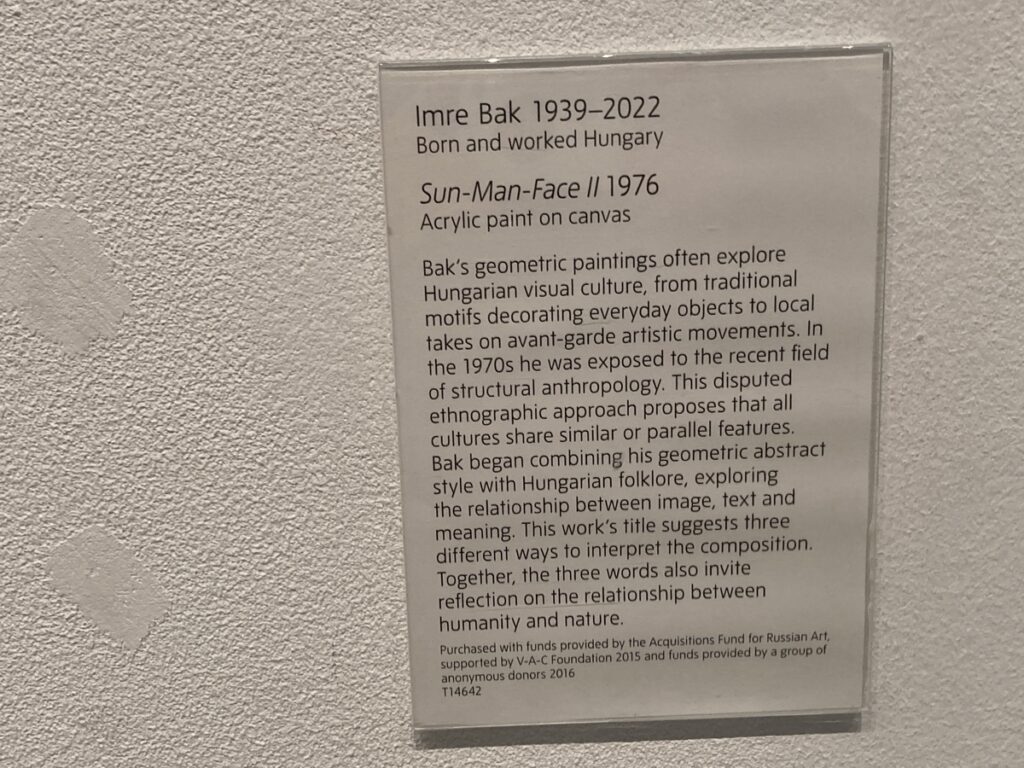 Imre Bak 1939–2022
Born and worked Hungary
Sun-Man-Face II 1976
Acrylic paint on canvas
Bak's geometric paintings often explore
Hungarian visual culture, from traditional
motifs decorating everyday objects to local
takes on avant-garde artistic movements. In
the 1970s he was exposed to the recent field
of structural anthropology. This disputed
ethnographic approach proposes that all
cultures share similar or parallel features.
Bak began combining his geometric abstract
style with Hungarian folklore, exploring
the relationship between image, text and
meaning. This work's title suggests three
different ways to interpret the composition.
Together, the three words also invite
reflection on the relationship between
humanity and nature.
Purchased with funds provided by the Acquisitions Fund for Russian Art,
supported by V-A-C Foundation 2015 and funds provided by a group of
anonymous donors 2016
T14642